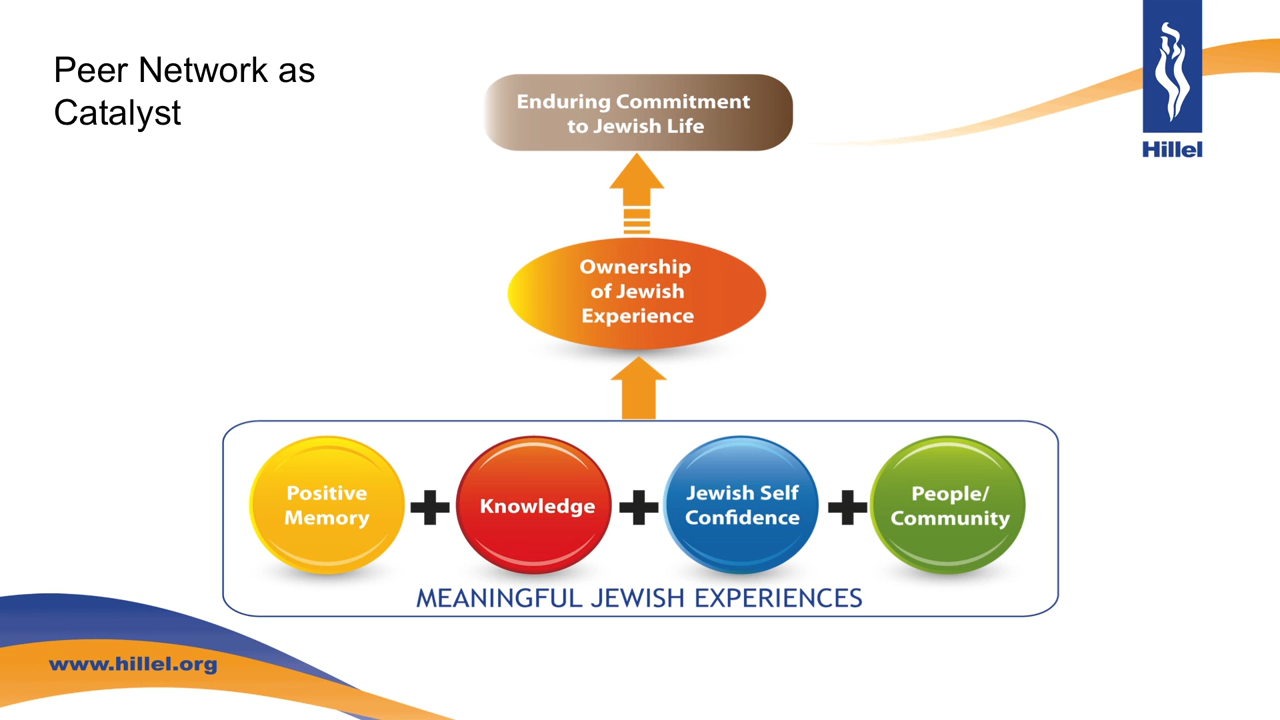 Peer Network as
Catalyst
Enduring Commitment
to Jewish Life
Hillel
Ownership
of Jewish
Experience
Positive
Memory
+
Knowledge
+
Jewish Self
Confidence
+
People/
Community
MEANINGFUL JEWISH EXPERIENCES
www.hillel.org